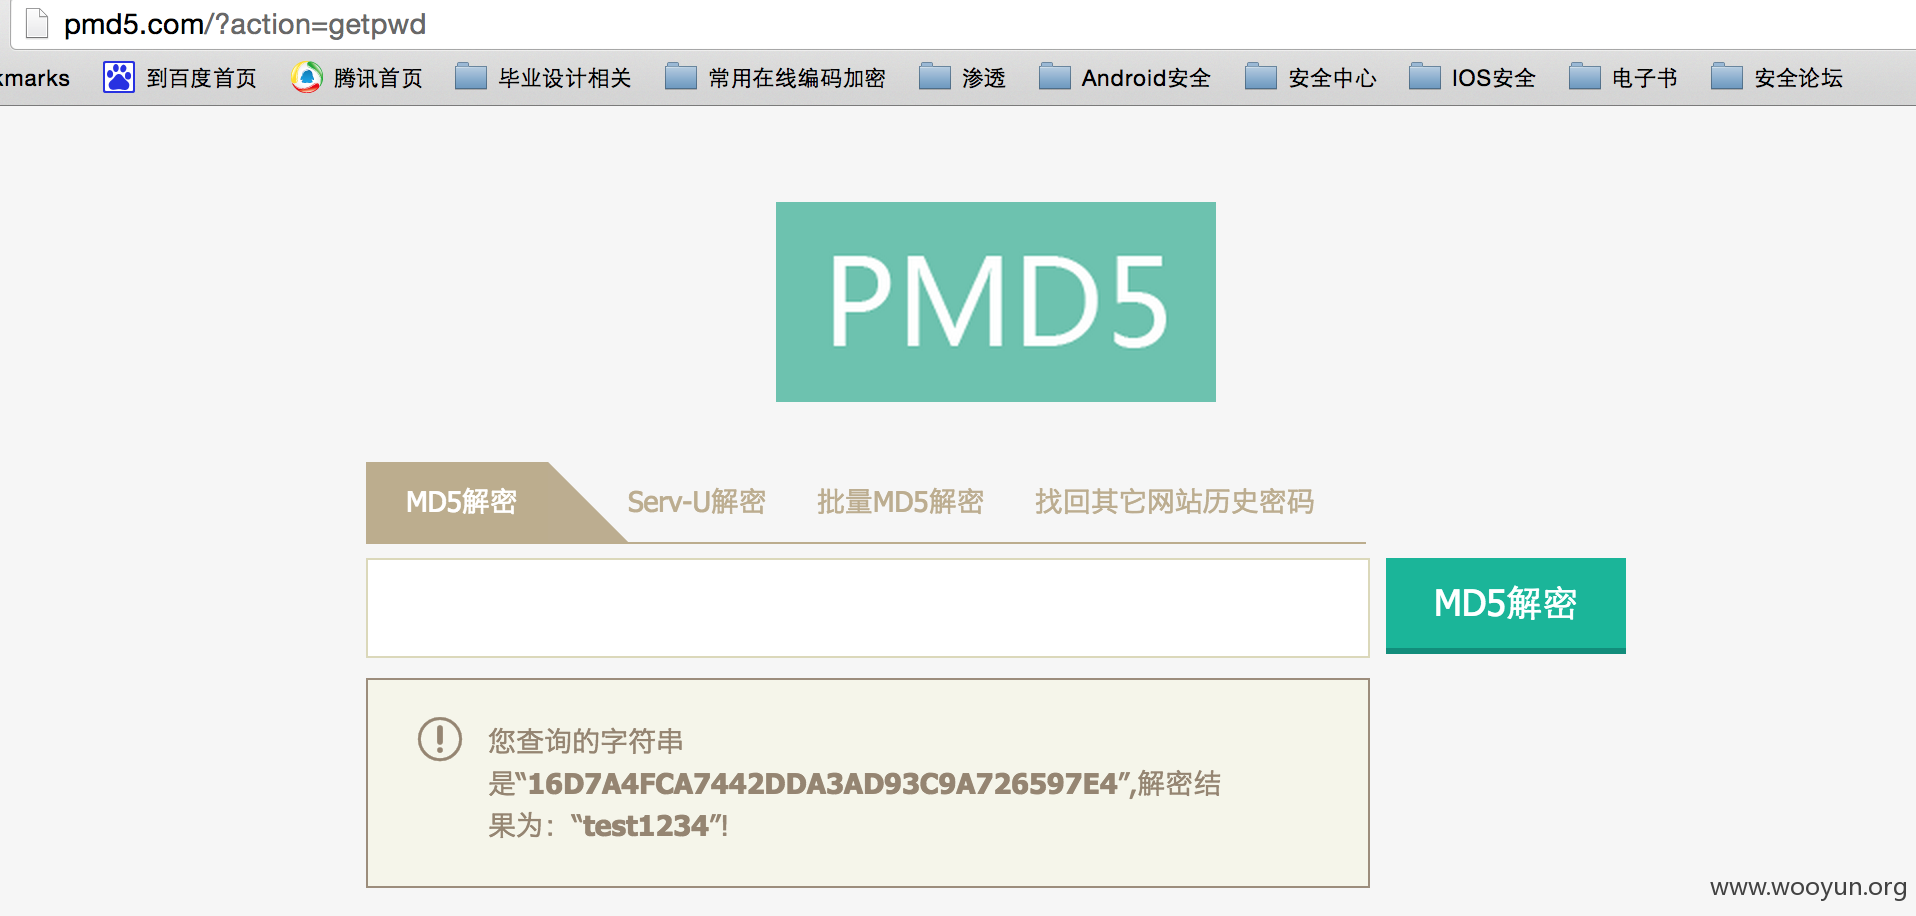 pmd5.com/?action=getpwd
kmarks 到百度首页 腾讯首页 毕业设计相关 常用在线编码加密 渗透 Android安全 安全中心 IOS安全 电子书 安全论坛
PMD5
MD5解密 Serv-U解密 批量MD5解密 找回其它网站历史密码
MD5解密
您查询的字符串
是“16D7A4FCA7442DDA3AD93C9A726597E4”,解密结
果为：“test1234”!
www.wooyun.org